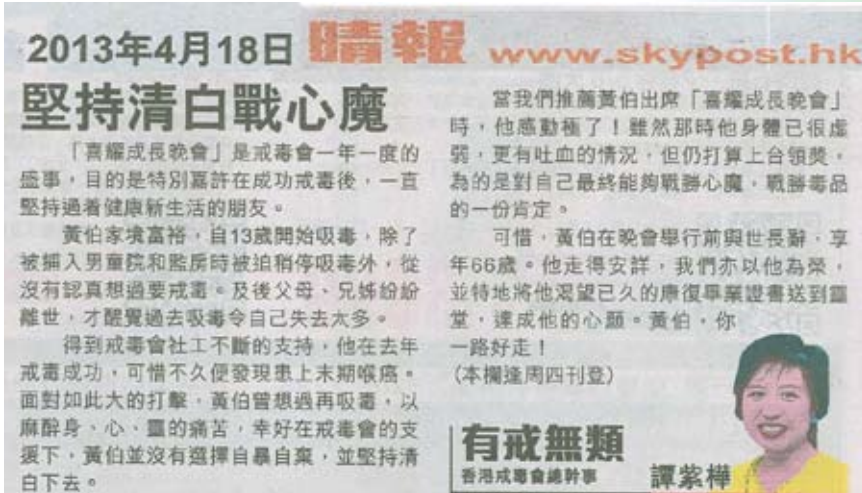 2013年4月18日 晴報 www.skypost.hk
堅持清白戰心魔
「喜耀成長晚會」是戒毒會一年一度的
盛事,目的是特別嘉許在成功戒毒後,一直
堅持過着健康新生活的朋友。
黃伯家境富裕,自13歲開始吸毒,除了
被捕入男童院和監房時被迫稍停吸毒外,從
沒有認真想過要戒毒。及後父母、兄姊紛紛
離世,才醒覺過去吸毒令自己失去太多。
得到戒毒會社工不斷的支持,他在去年
戒毒成功,可惜不久便發現患上末期喉癌。
面對如此大的打擊,黃伯曾想過再吸毒,以
麻醉身、心、靈的痛苦,幸好在戒毒會的支
援下,黃伯並沒有選擇自暴自棄,並堅持清
白下去。
當我們推薦黃伯出席「喜耀成長晚會」
時,他感動極了!雖然那時他身體已很虛
弱,更有吐血的情況,但仍打算上台領獎,
為的是對自己最終能夠戰勝心魔,戰勝毒品
的一份肯定。
可惜,黃伯在晚會舉行前與世長辭,享
年66歲。他走得安詳,我們亦以他為榮,
並特地將他渴望已久的康復畢業證書送到靈
堂,達成他的心願。黃伯,你
一路好走!
(本欄逢周四刊登)
有戒無類
香港戒毒會總幹事 譚紫樺